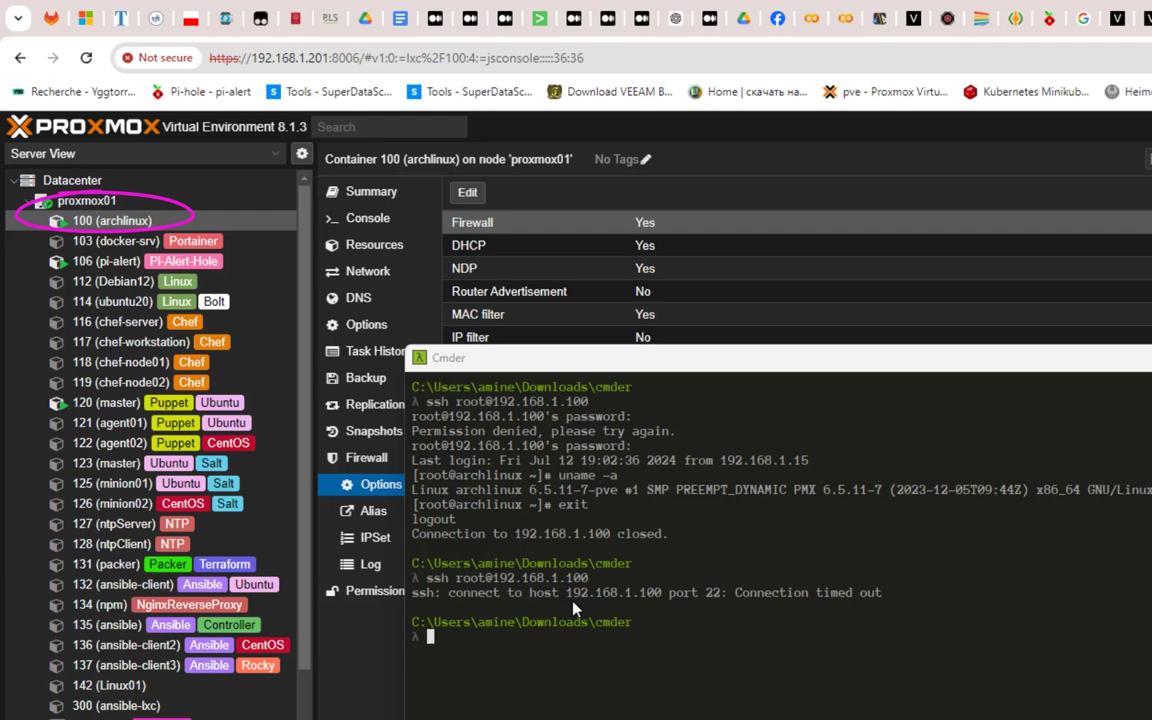 BLS
Not secure
https://192.168.1.201:8006/#v1:0:=lxc%2F100:4:=jsconsole:::::36:36
Recherche - Yggtorr...
Pi-hole - pi-alert
Tools - SuperDataSc...
Tools - SuperDataSc...
Download VEEAM B...
Home | скачать на...
pve - Proxmox Virtu...
Kubernetes Minikub...
Heim
PROXMOX Virtual Environment 8.1.3
Search
Server View
Container 100 (archlinux) on node 'proxmox01'
No Tags
Datacenter
proxmox01
100 (archlinux)
103 (docker-srv) Portainer
106 (pi-alert) Pi-Alert-Hole
112 (Debian12) Linux
114 (ubuntu20) Linux Bolt
116 (chef-server) Chef
117 (chef-workstation) Chef
118 (chef-node01) Chef
119 (chef-node02) Chef
120 (master) Puppet Ubuntu
121 (agent01) Puppet Ubuntu
122 (agent02) Puppet CentOS
123 (master) Ubuntu Salt
125 (minion01) Ubuntu Salt
126 (minion02) CentOS Salt
127 (ntpServer) NTP
128 (ntpClient) NTP
131 (packer) Packer Terraform
132 (ansible-client) Ansible Ubuntu
134 (npm) NginxReverseProxy
135 (ansible) Ansible Controller
136 (ansible-client2) Ansible CentOS
137 (ansible-client3) Ansible Rocky
142 (Linux01)
300 (ansible-lxc)
Summary
Console
Resources
Network
DNS
Options
Task Histor
Backup
Replication
Snapshots
Firewall
Options
Alias
IPSet
Log
Permission
Edit
Firewall Yes
DHCP Yes
NDP Yes
Router Advertisement No
MAC filter Yes
IP filter No
Cmder
C:\Users\amine\Downloads\cmder
λ ssh root@192.168.1.100
root@192.168.1.100's password:
Permission denied, please try again.
root@192.168.1.100's password:
Last login: Fri Jul 12 19:02:36 2024 from 192.168.1.15
[root@archlinux ~]# uname -a
Linux archlinux 6.5.11-7-pve #1 SMP PREEMPT_DYNAMIC PMX 6.5.11-7 (2023-12-05T09:44Z) x86_64 GNU/Linux
[root@archlinux ~]# exit
logout
Connection to 192.168.1.100 closed.
C:\Users\amine\Downloads\cmder
λ ssh root@192.168.1.100
ssh: connect to host 192.168.1.100 port 22: Connection timed out
C:\Users\amine\Downloads\cmder
λ